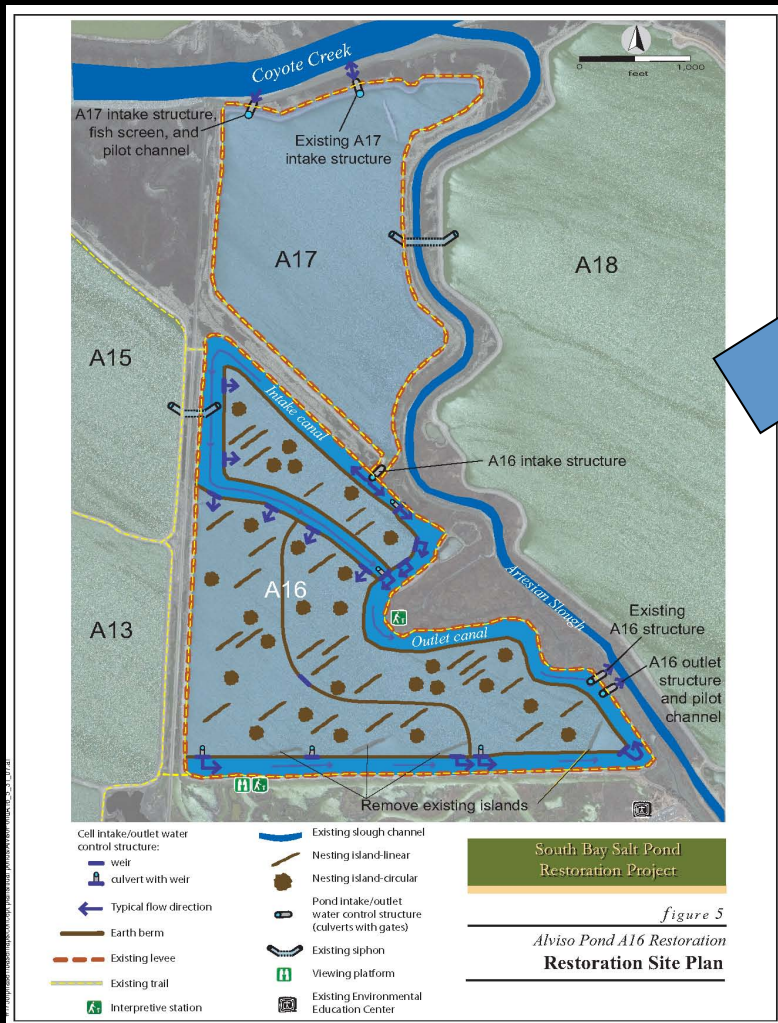 Coyote Creek
0 1,000
feet
A17 intake structure,
fish screen, and
pilot channel
Existing A17
intake structure
A17
A18
A15
Intake canal
A16 intake structure
A16
Artesian Slough
A13
Outlet canal
Existing
A16 structure
A16 outlet
structure
and pilot
channel
Remove existing islands
Cell intake/outlet water
control structure:
weir
culvert with weir
Typical flow direction
Earth berm
Existing levee
Existing trail
Interpretive station
Existing slough channel
Nesting island-linear
Nesting island-circular
Pond intake/outlet
water control structure
(culverts with gates)
Existing siphon
Viewing platform
Existing Environmental
Education Center
South Bay Salt Pond
Restoration Project
figure 5
Alviso Pond A16 Restoration
Restoration Site Plan